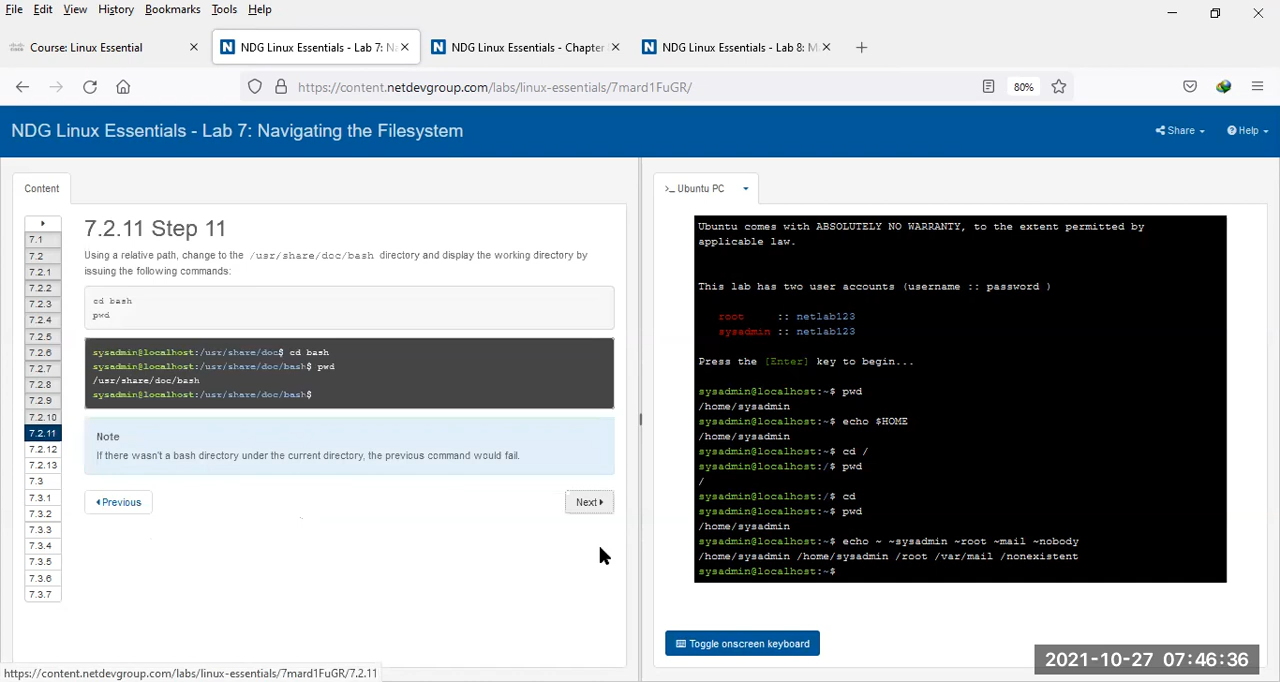 File Edit View History Bookmarks Tools Help
Course: Linux Essential
NDG Linux Essentials - Lab 7: N
NDG Linux Essentials - Chapter
NDG Linux Essentials - Lab 8: M
https://content.netdevgroup.com/labs/linux-essentials/7mard1FuGR/
80%
NDG Linux Essentials - Lab 7: Navigating the Filesystem
Share
Help
Content
7.1
7.2
7.2.1
7.2.2
7.2.3
7.2.4
7.2.5
7.2.6
7.2.7
7.2.8
7.2.9
7.2.10
7.2.11
7.2.12
7.2.13
7.3
7.3.1
7.3.2
7.3.3
7.3.4
7.3.5
7.3.6
7.3.7
7.2.11 Step 11
Using a relative path, change to the /usr/share/doc/bash directory and display the working directory by
issuing the following commands:
cd bash
pwd
sysadmin@localhost:/usr/share/doc$ cd bash
sysadmin@localhost:/usr/share/doc/bash$ pwd
/usr/share/doc/bash
sysadmin@localhost:/usr/share/doc/bash$
Note
If there wasn't a bash directory under the current directory, the previous command would fail.
Previous
Next
>_ Ubuntu PC
Ubuntu comes with ABSOLUTELY NO WARRANTY, to the extent permitted by
applicable law.
This lab has two user accounts (username :: password )
root :: netlab123
sysadmin :: netlab123
Press the [Enter] key to begin...
sysadmin@localhost:~$ pwd
/home/sysadmin
sysadmin@localhost:~$ echo $HOME
/home/sysadmin
sysadmin@localhost:~$ cd /
sysadmin@localhost:/$ pwd
/
sysadmin@localhost:/$ cd
sysadmin@localhost:~$ pwd
/home/sysadmin
sysadmin@localhost:~$ echo ~ ~sysadmin ~root ~mail ~nobody
/home/sysadmin /home/sysadmin /root /var/mail /nonexistent
sysadmin@localhost:~$
Toggle onscreen keyboard
https://content.netdevgroup.com/labs/linux-essentials/7mard1FuGR/7.2.11
2021-10-27 07:46:36